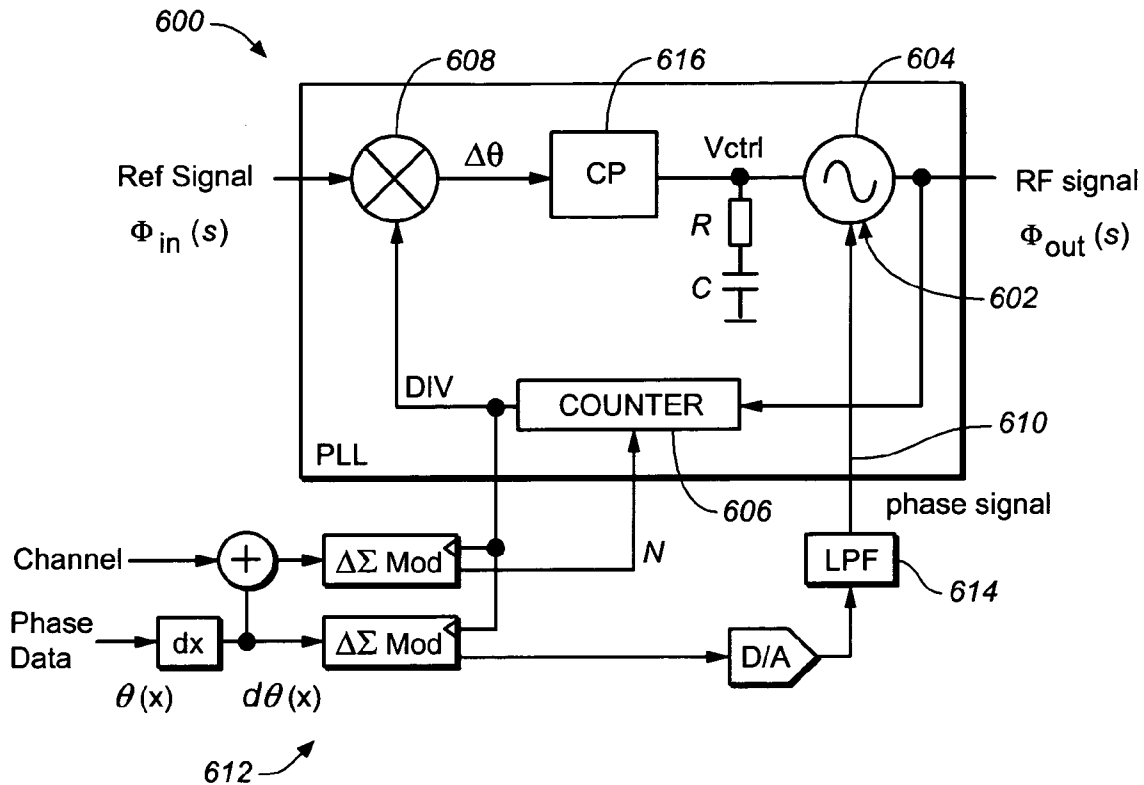 600
608
616
604
Ref Signal
Φin (s)
Δθ
CP
Vctrl
R
C
RF signal
Φout (s)
602
DIV
COUNTER
PLL
606
610
phase signal
Channel
+
ΔΣ Mod
N
LPF
614
Phase
Data
dx
ΔΣ Mod
D/A
θ(x)
dθ(x)
612